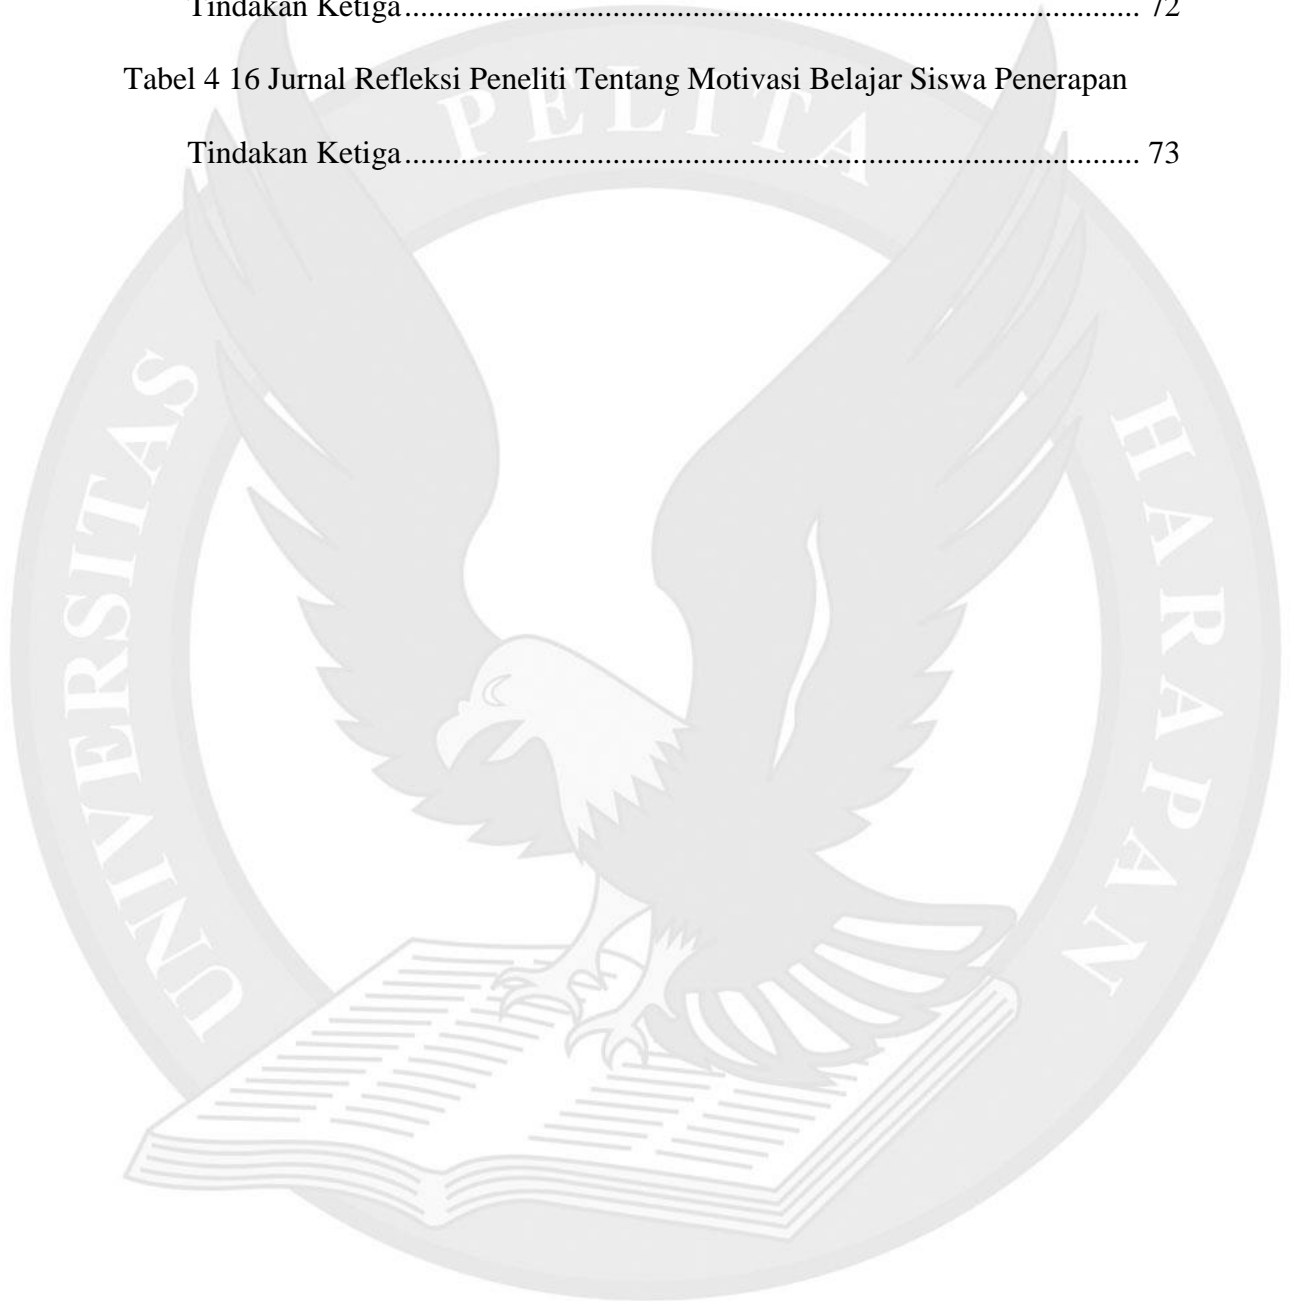 Tindakan Ketiga........................................................................................... 72
Tabel 4 16 Jurnal Refleksi Peneliti Tentang Motivasi Belajar Siswa Penerapan
Tindakan Ketiga........................................................................................... 73
UNIVERSITAS PELITA HARAPAN